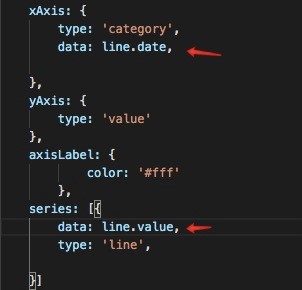 xAxis: {
type: 'category',
data: line.date,
},
yAxis: {
type: 'value'
},
axisLabel: {
color: '#fff'
},
series: [{
data: line.value,
type: 'line',
}]